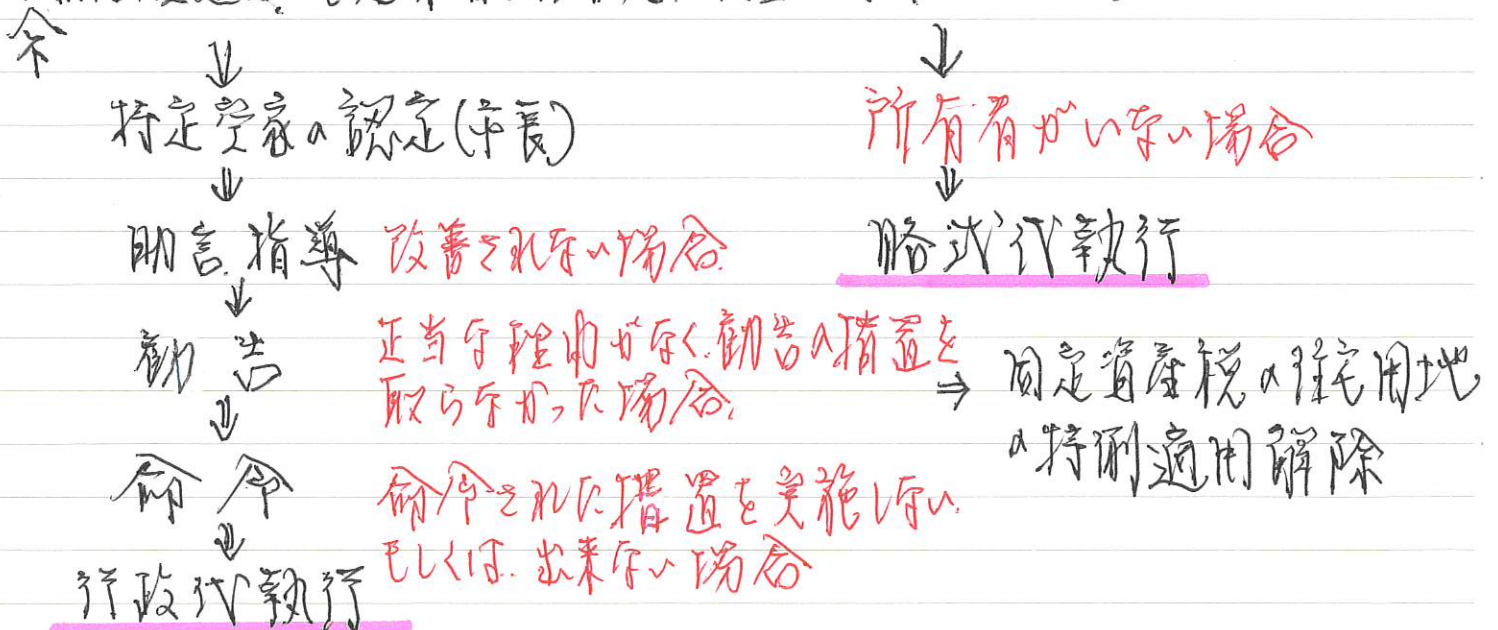 令
⇓
⇓
特定空家の認定(市長)
所有者がいない場合
⇓
⇓
助言.指導 改善されない場合.
略式代執行
⇓
勧告
正当な理由がなく.勧告の措置を
取らなかった場合.
⇒ 固定資産税の住宅用地
の特例適用解除
⇓
命令
命令された措置を実施しない.
もしくは.出来ない場合
⇓
行政代執行